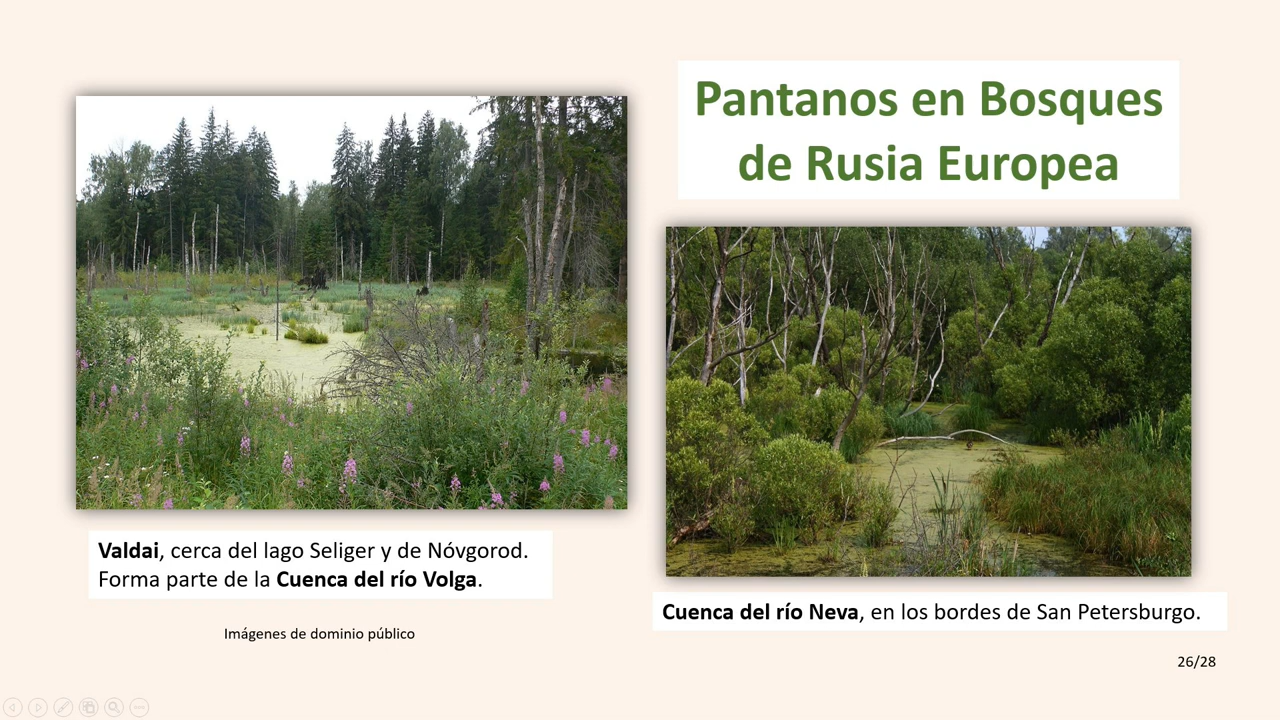 Pantanos en Bosques
de Rusia Europea
Valdai, cerca del lago Seliger y de Nóvgorod.
Forma parte de la Cuenca del río Volga.
Cuenca del río Neva, en los bordes de San Petersburgo.
Imágenes de dominio público
26/28